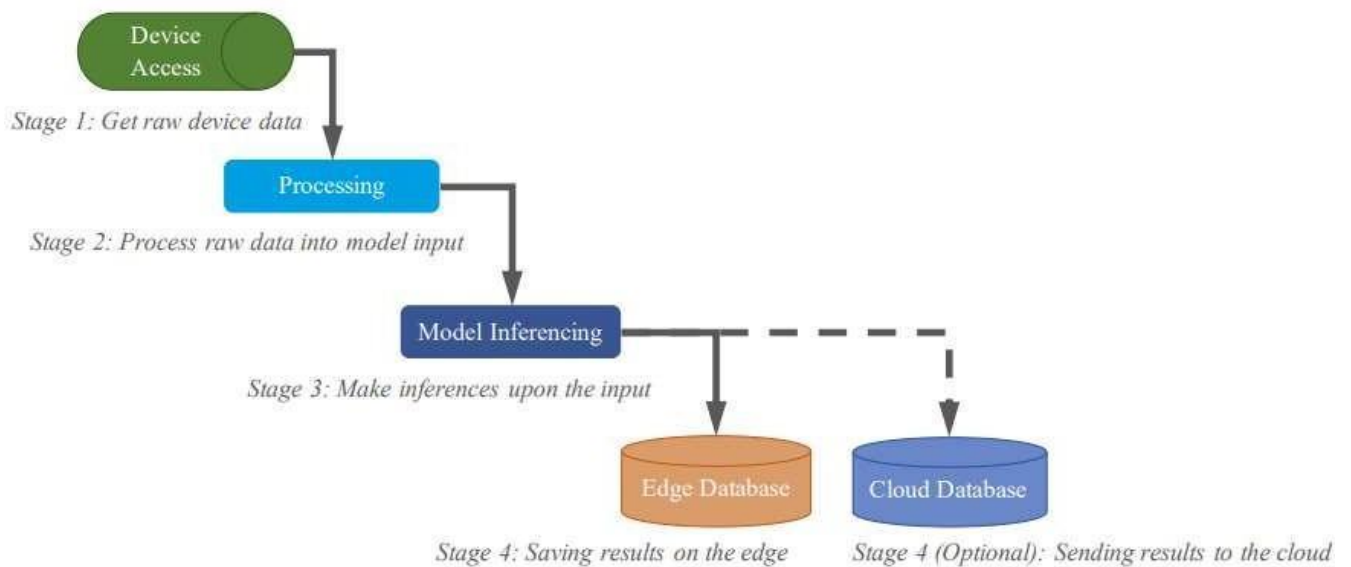 Device
Access
Stage 1: Get raw device data
Processing
Stage 2: Process raw data into model input
Model Inferencing
Stage 3: Make inferences upon the input
Edge Database
Cloud Database
Stage 4: Saving results on the edge
Stage 4 (Optional): Sending results to the cloud